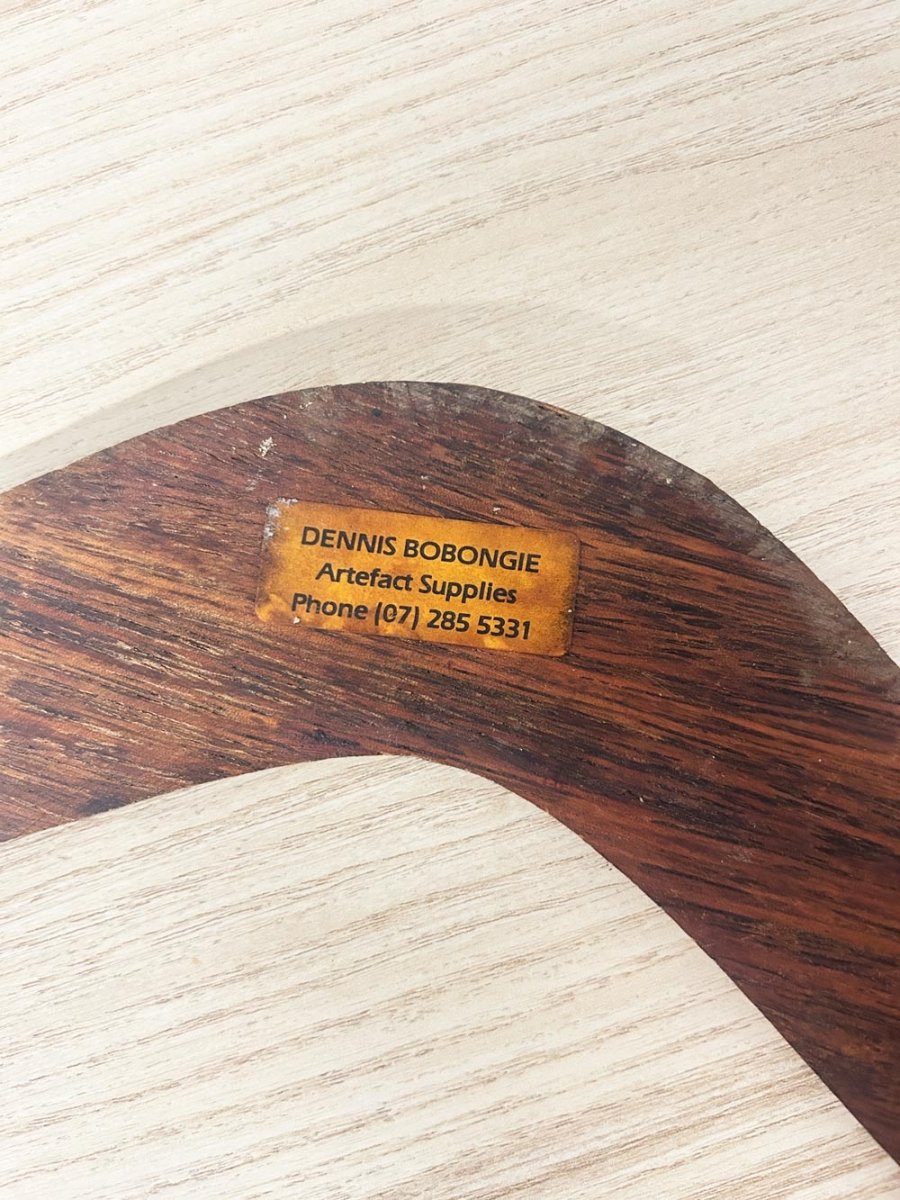 DENNIS BOBONGIE
Artefact Supplies
Phone (07) 285 5331